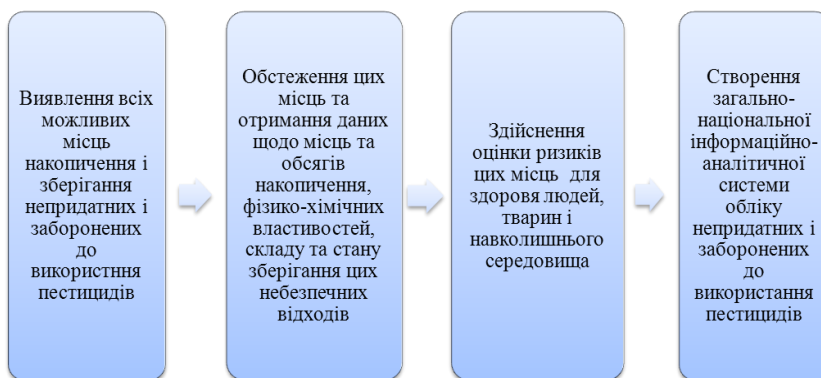 Виявлення всіх
можливих
місць
накопичення і
зберігання
непридатних і
заборонених
до
використння
пестицидів
Обстеження цих
місць та
отримання даних
щодо місць та
обсягів
накопичення,
фізико-хімічних
властивостей,
складу та стану
зберігання цих
небезпечних
відходів
Здійснення
оцінки ризиків
цих місць для
здоровя людей,
тварин і
навколишнього
середовища
Створення
загально-
національної
інформаційно-
аналітичної
системи
обліку
непридатних і
заборонених
до
використання
пестицидів